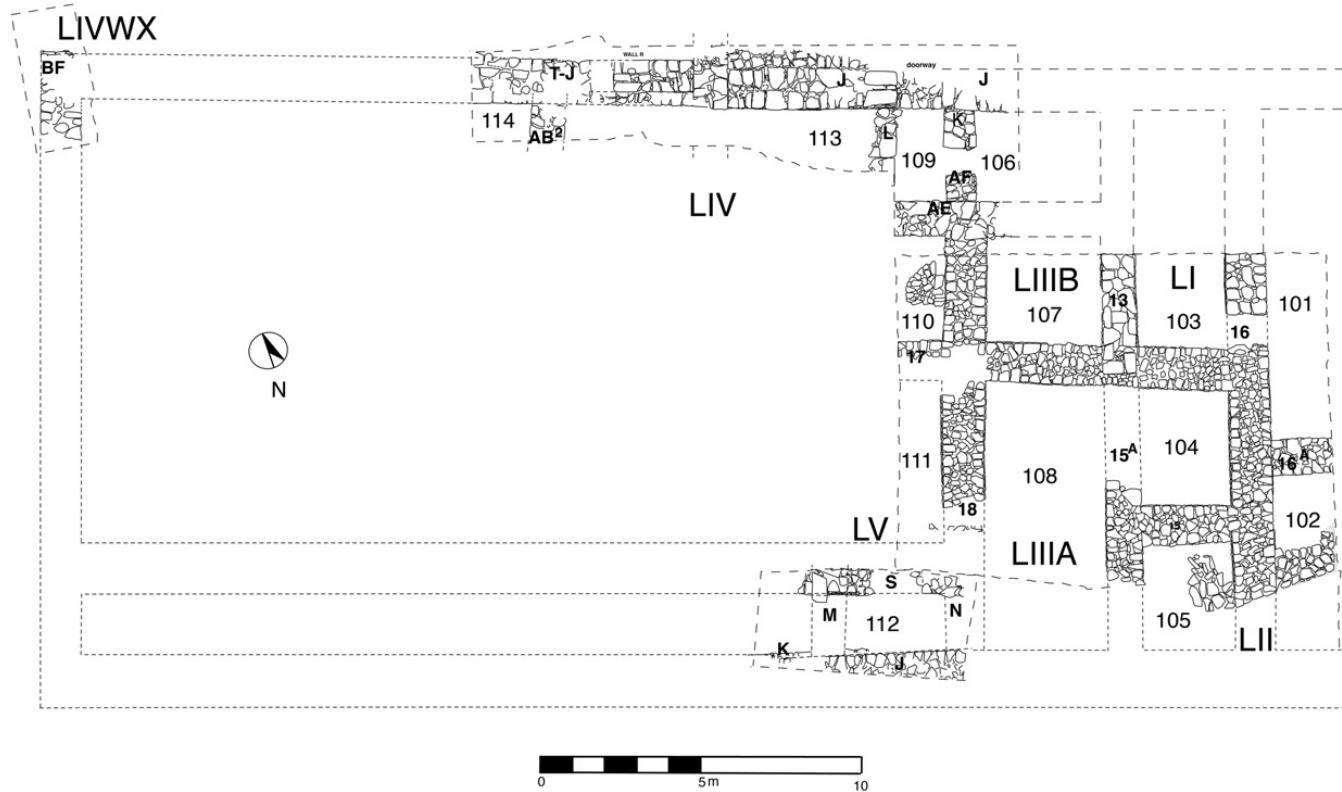 LIVWX
BF
T-J
WALL R
J
doorway
J
114
AB2
113
L
109
K
106
AF
AE
LIV
LIIIB
107
13
LI
103
16
101
110
17
N
111
108
15A
104
16A
18
LV
LIIIA
15
102
S
M
112
N
105
K
J
LII
0
5m
10